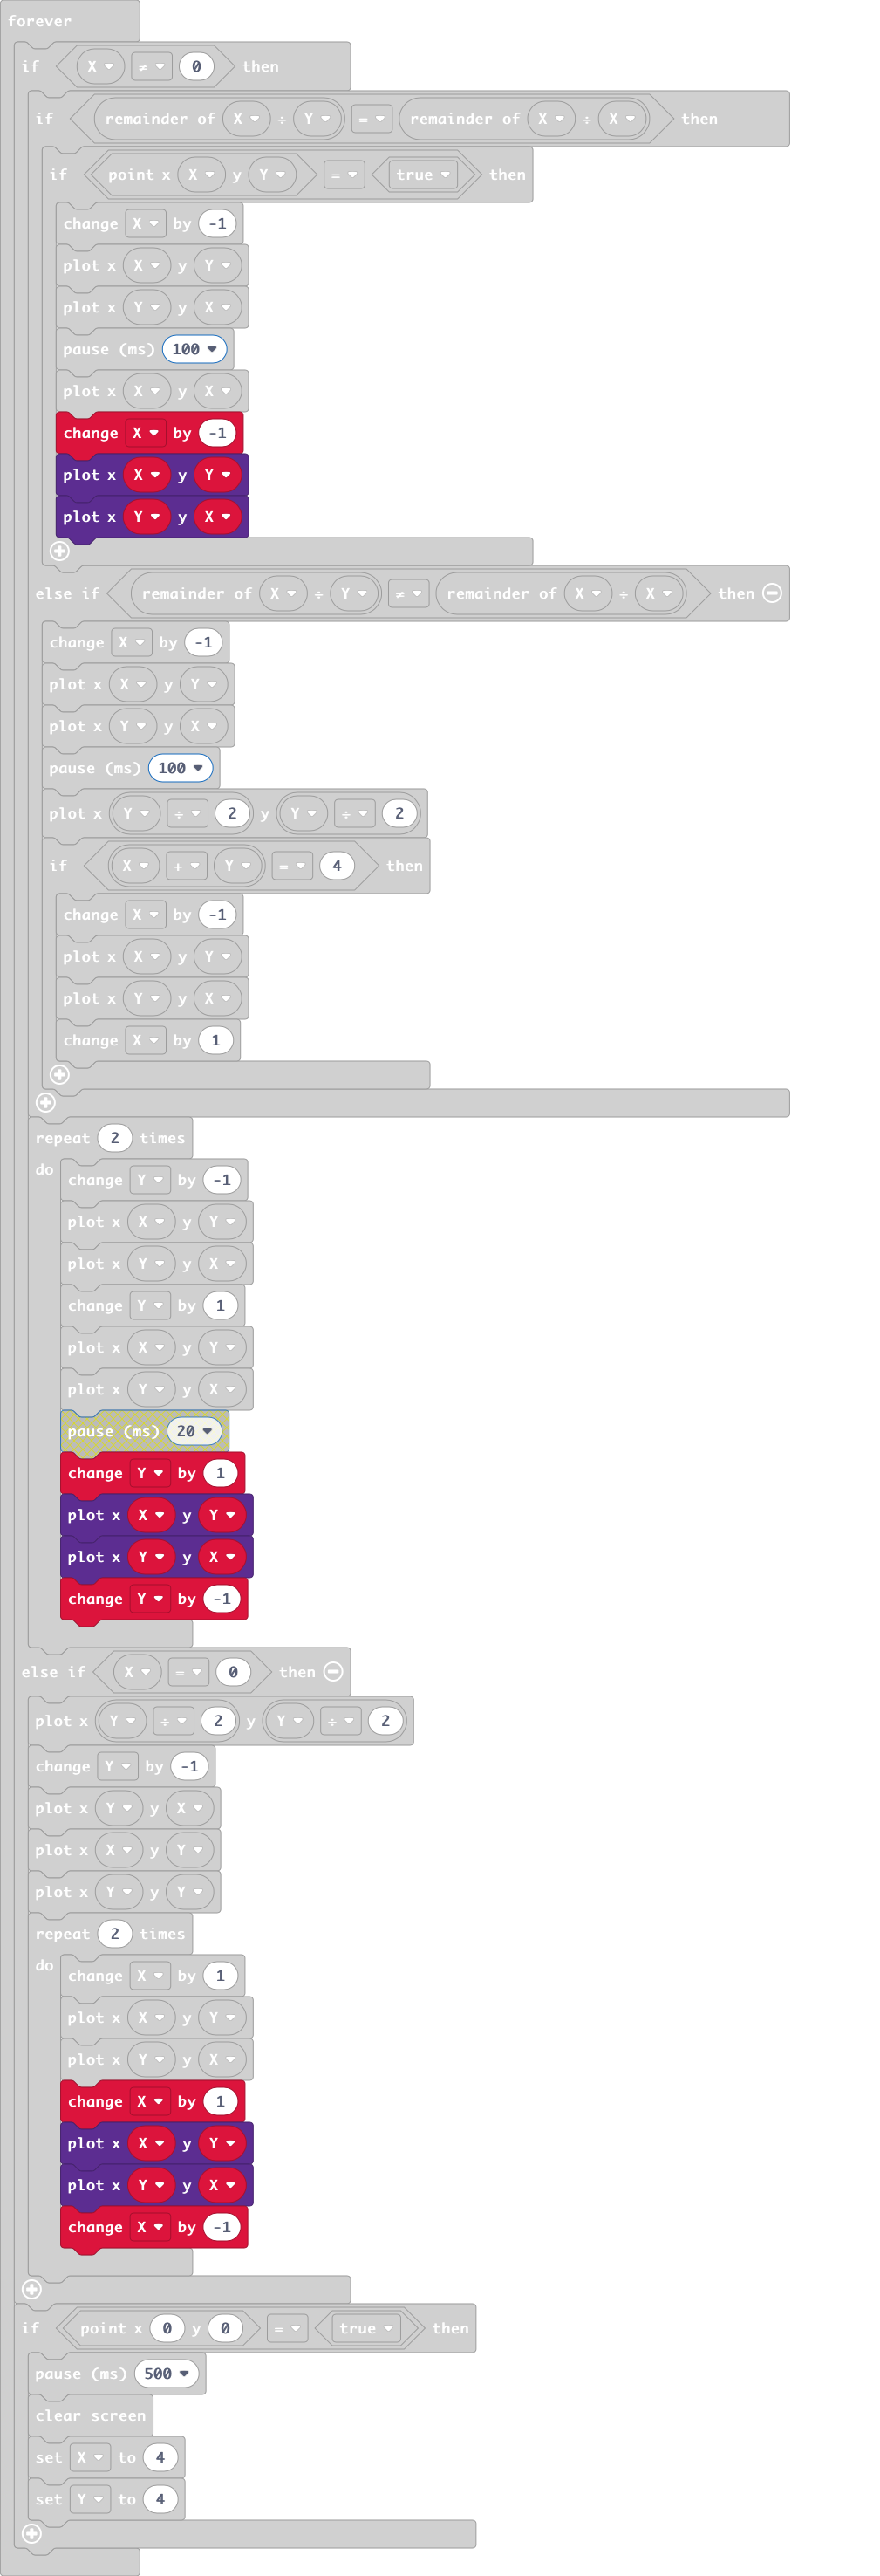 forever
if X ≠ 0 then
if remainder of X ÷ Y = remainder of X ÷ X then
if point x X y Y = true then
change X by -1
plot x X y Y
plot x Y y X
pause (ms) 100
plot x X y X
change X by -1
plot x X y Y
plot x Y y X
else if remainder of X ÷ Y ≠ remainder of X ÷ X then
change X by -1
plot x X y Y
plot x Y y X
pause (ms) 100
plot x Y ÷ 2 y Y ÷ 2
if X + Y = 4 then
change X by -1
plot x X y Y
plot x Y y X
change X by 1
repeat 2 times
do change Y by -1
plot x X y Y
plot x Y y X
change Y by 1
plot x X y Y
plot x Y y X
pause (ms) 20
change Y by 1
plot x X y Y
plot x Y y X
change Y by -1
else if X = 0 then
plot x Y ÷ 2 y Y ÷ 2
change Y by -1
plot x Y y X
plot x X y Y
plot x Y y Y
repeat 2 times
do change X by 1
plot x X y Y
plot x Y y X
change X by 1
plot x X y Y
plot x Y y X
change X by -1
if point x 0 y 0 = true then
pause (ms) 500
clear screen
set X to 4
set Y to 4